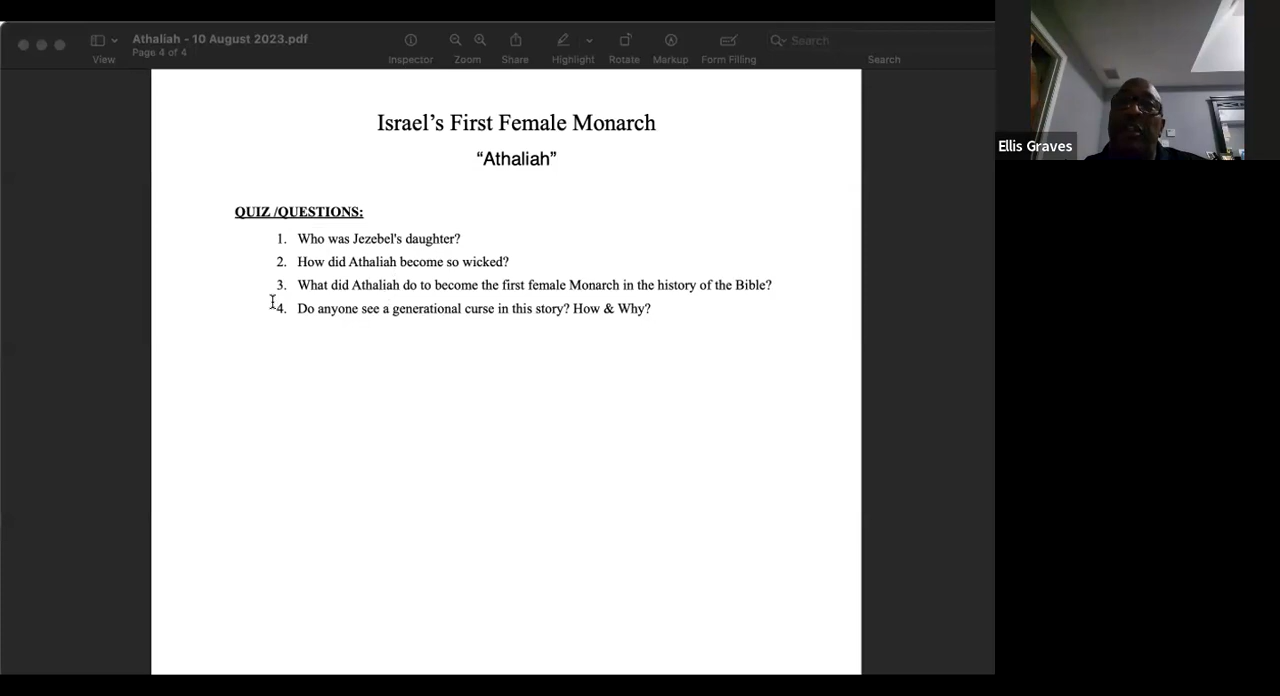 Athaliah - 10 August 2023.pdf
Page 4 of 4
View
Inspector
Zoom
Share
Highlight
Rotate
Markup
Form Filling
Search
Search
Ellis Graves
Israel’s First Female Monarch
“Athaliah”
QUIZ /QUESTIONS:
1. Who was Jezebel's daughter?
2. How did Athaliah become so wicked?
3. What did Athaliah do to become the first female Monarch in the history of the Bible?
4. Do anyone see a generational curse in this story? How & Why?